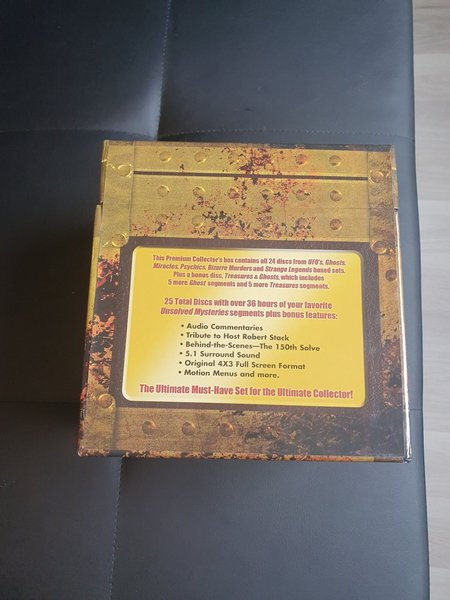 This Premium Collector's box contains all 24 discs from UFO's, Ghosts,
Miracles, Psychics, Bizarre Murders and Strange Legends boxed sets.
Plus a bonus disc, Treasures & Ghosts, which includes
5 more Ghost segments and 5 more Treasures segments.
25 Total Discs with over 36 hours of your favorite
Unsolved Mysteries segments plus bonus features:
• Audio Commentaries
• Tribute to Host Robert Stack
• Behind-the-Scenes—The 150th Solve
• 5.1 Surround Sound
• Original 4X3 Full Screen Format
• Motion Menus and more.
The Ultimate Must-Have Set for the Ultimate Collector!